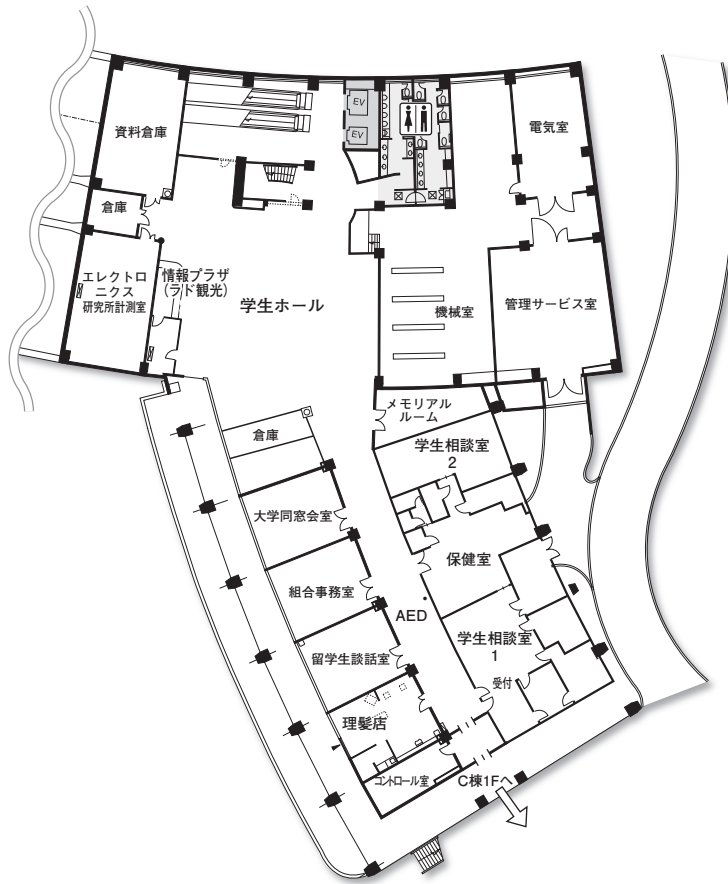 資料倉庫
EV
EV
電気室
倉庫
エレクトロ
ニクス
研究所計測室
情報プラザ
(ラド観光)
学生ホール
機械室
管理サービス室
メモリアル
ルーム
倉庫
学生相談室
2
大学同窓会室
保健室
組合事務室
AED
留学生談話室
学生相談室
1
受付
理髪店
コントロール室
C棟1Fへ